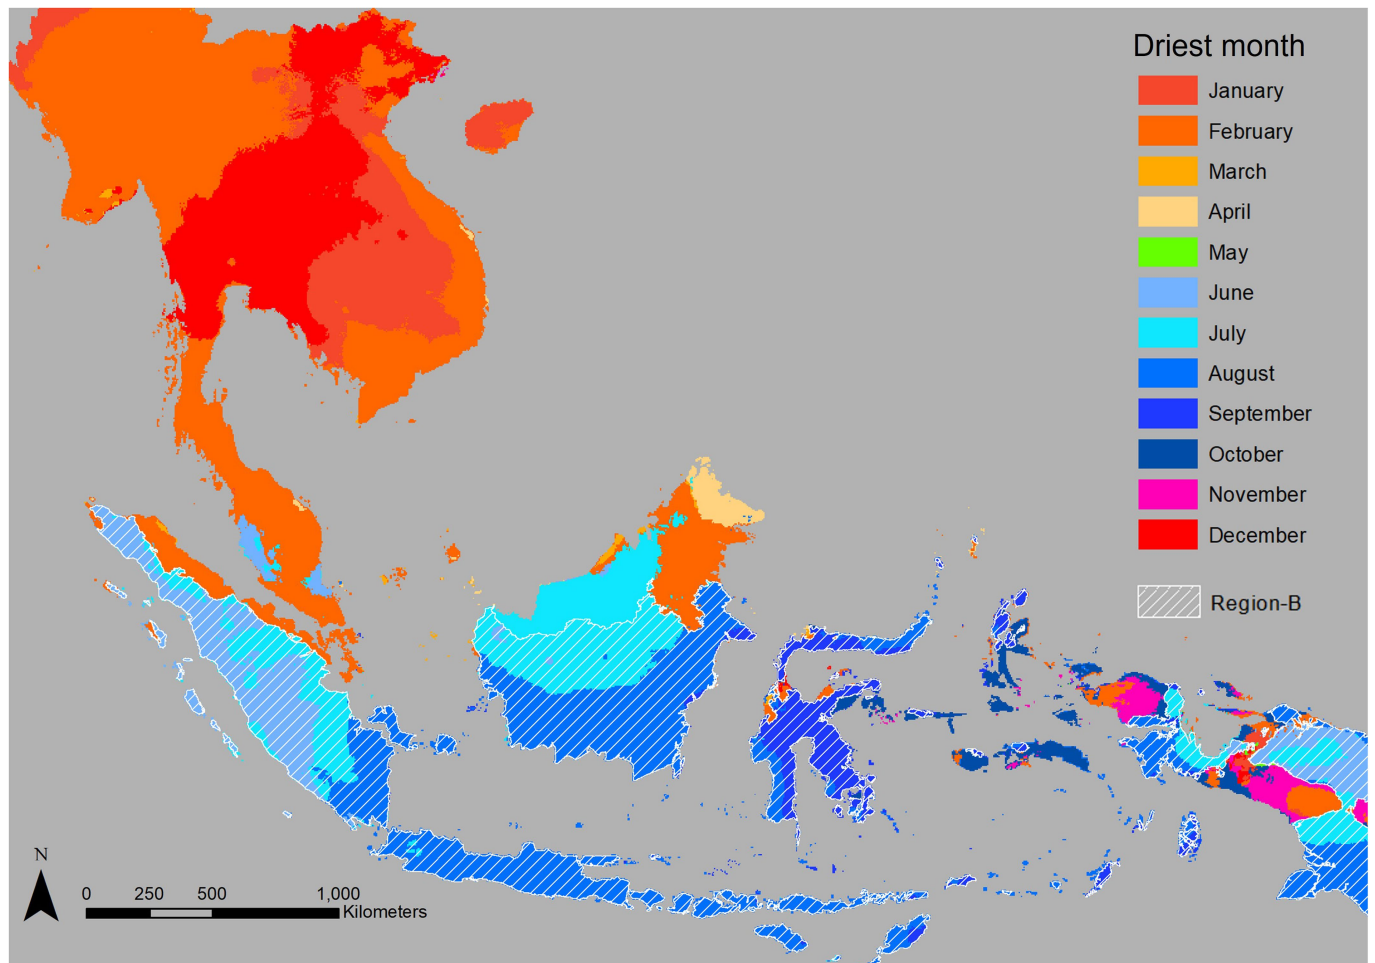 Driest month
January
February
March
April
May
June
July
August
September
October
November
December
Region-B
N
0 250 500 1,000
Kilometers